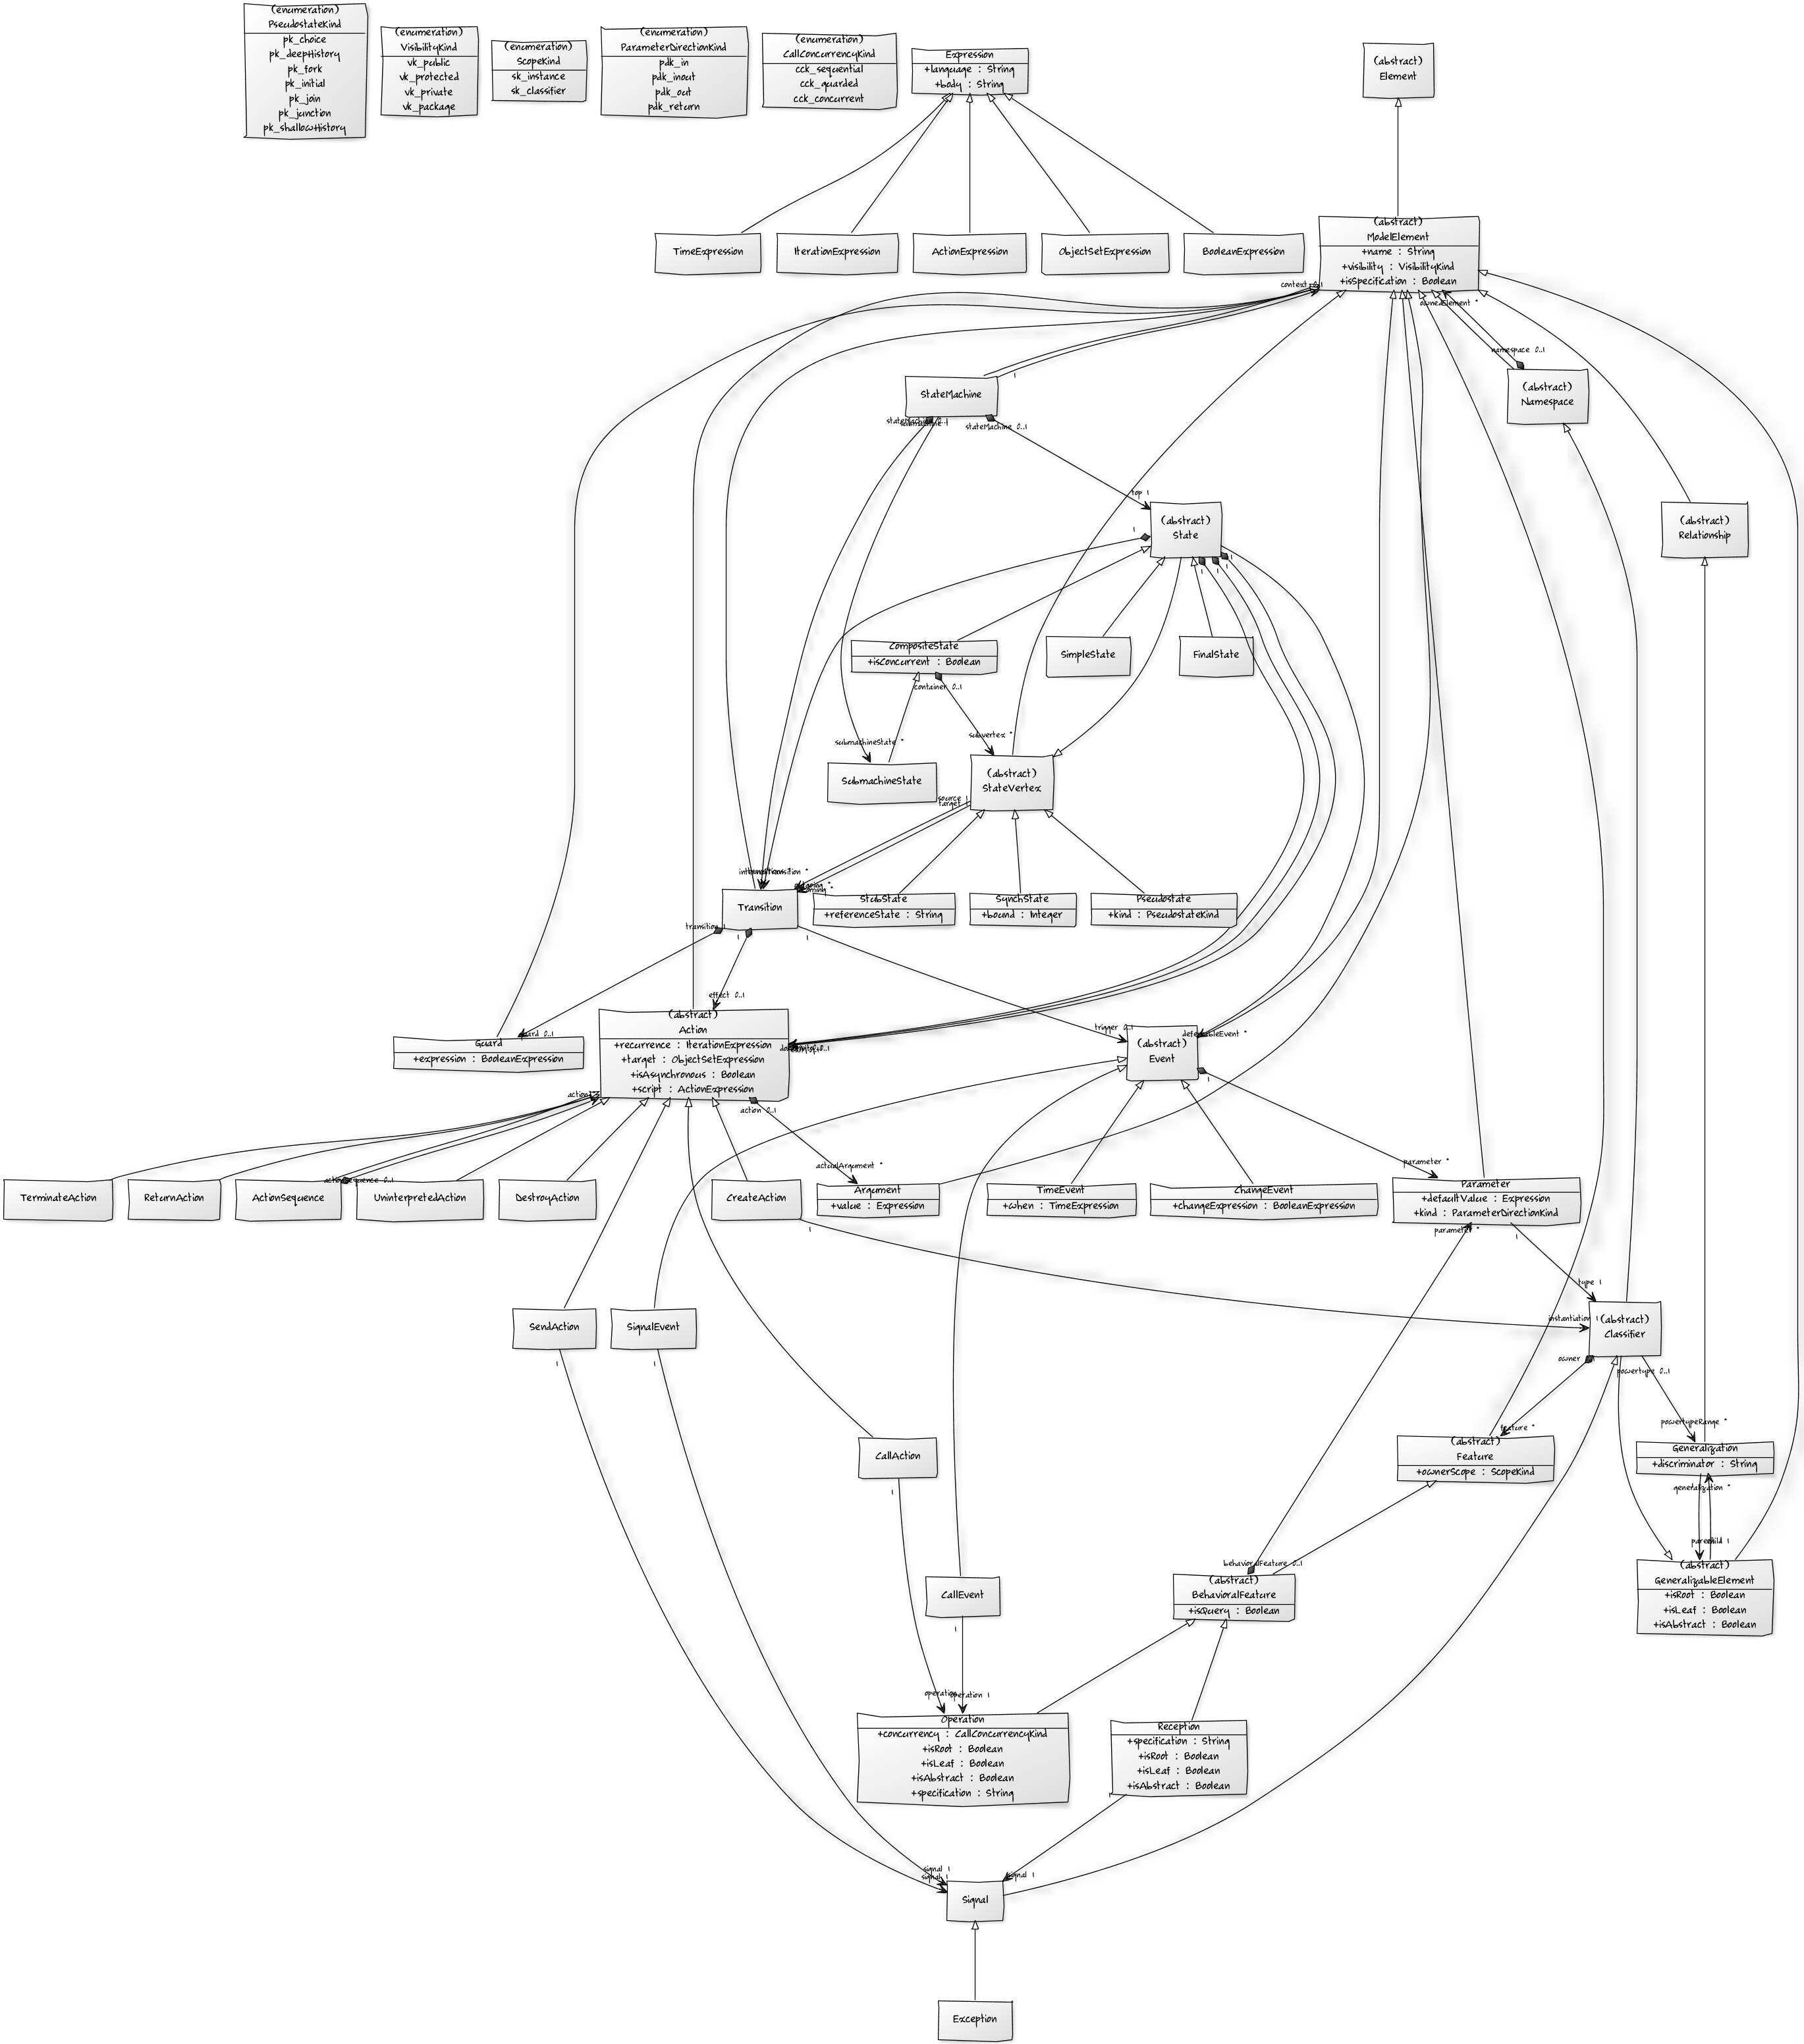 (enumeration)
PseudostateKind
pk_choice
pk_deepHistory
pk_fork
pk_initial
pk_join
pk_junction
pk_shallowHistory
(enumeration)
VisibilityKind
vk_public
vk_protected
vk_private
vk_package
(enumeration)
ScopeKind
sk_instance
sk_classifier
(enumeration)
ParameterDirectionKind
pdk_in
pdk_inout
pdk_out
pdk_return
(enumeration)
CallConcurrencyKind
cck_sequential
cck_guarded
cck_concurrent
Expression
+language : String
+body : String
(abstract)
Element
TimeExpression
IterationExpression
ActionExpression
ObjectSetExpression
BooleanExpression
(abstract)
ModelElement
+name : String
+visibility : VisibilityKind
+isSpecification : Boolean
context 0..1
ownedElement *
namespace 0..1
1
StateMachine
(abstract)
Namespace
stateMachine 0..1
top 1
(abstract)
State
1
1
1
1
(abstract)
Relationship
CompositeState
+isConcurrent : Boolean
SimpleState
FinalState
container 0..1
submachineState *
subvertex *
SubmachineState
(abstract)
StateVertex
source 1
target
Transition
StubState
+referenceState : String
SynchState
+bound : Integer
Pseudostate
+kind : PseudostateKind
transition 1
1
1
effect 0..1
trigger 0..1
deferrableEvent *
Guard
+expression : BooleanExpression
(abstract)
Action
+recurrence : IterationExpression
+target : ObjectSetExpression
+isAsynchronous : Boolean
+script : ActionExpression
(abstract)
Event
1
action 0..1
actualArgument *
parameter *
TerminateAction
ReturnAction
ActionSequence
UninterpretedAction
DestroyAction
CreateAction
Argument
+value : Expression
TimeEvent
+when : TimeExpression
ChangeEvent
+changeExpression : BooleanExpression
Parameter
+defaultValue : Expression
+kind : ParameterDirectionKind
1
parameter *
1
type 1
SendAction
SignalEvent
instantiation 1
(abstract)
Classifier
1
1
owner
powertype 0..1
feature *
powertypeRange *
CallAction
(abstract)
Feature
+ownerScope : ScopeKind
Generalization
+discriminator : String
1
generalization *
behavioralFeature 0..1
CallEvent
(abstract)
BehavioralFeature
+isQuery : Boolean
(abstract)
GeneralizableElement
+isRoot : Boolean
+isLeaf : Boolean
+isAbstract : Boolean
1
operation
operation 1
Operation
+concurrency : CallConcurrencyKind
+isRoot : Boolean
+isLeaf : Boolean
+isAbstract : Boolean
+specification : String
Reception
+specification : String
+isRoot : Boolean
+isLeaf : Boolean
+isAbstract : Boolean
1
signal 1
signal 1
signal 1
Signal
Exception